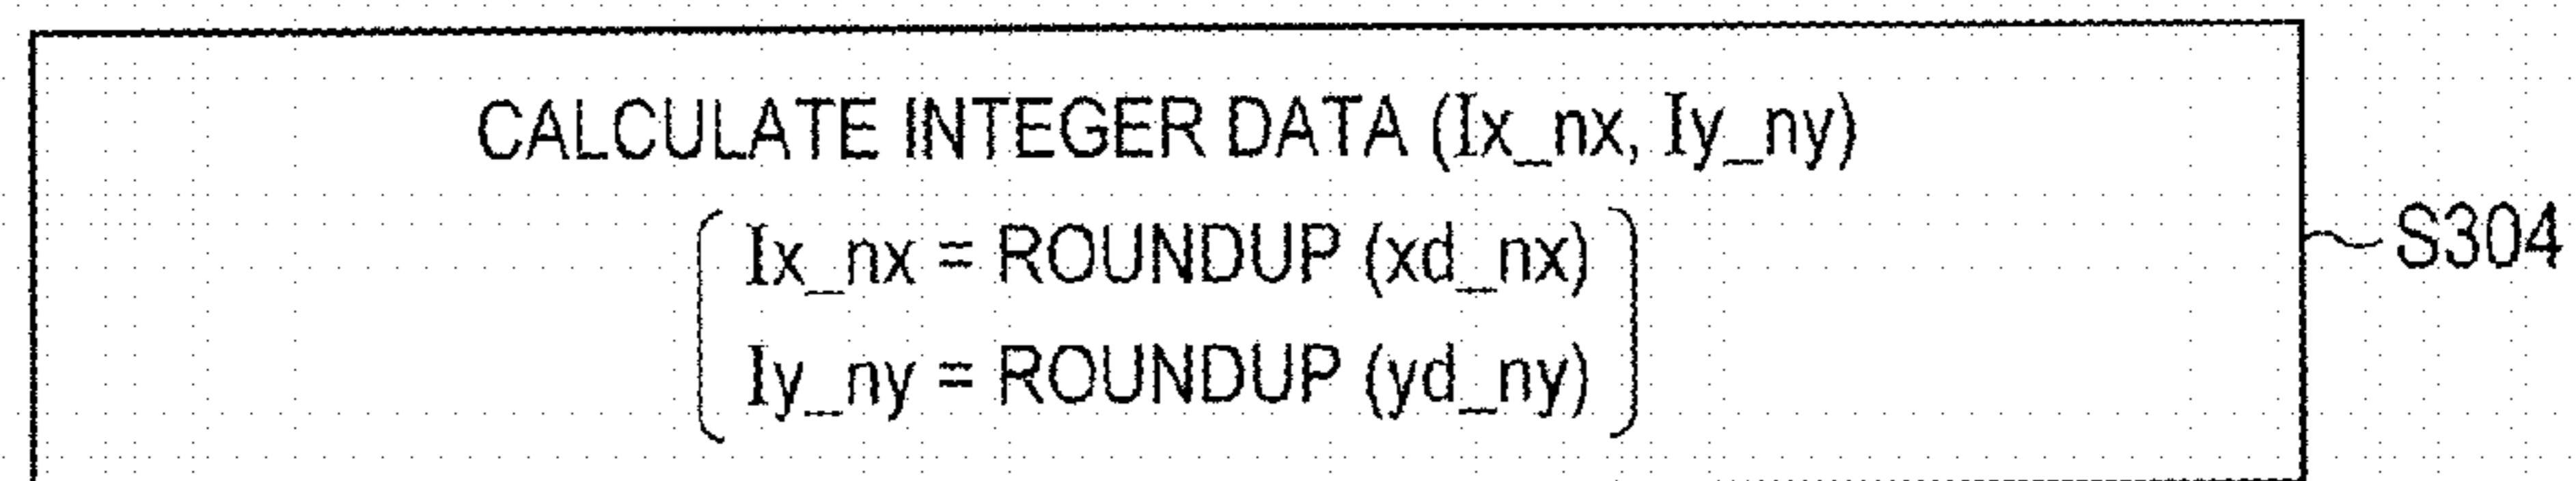 CALCULATE INTEGER DATA (Ix_nx, Iy_ny)
Ix_nx = ROUNDUP (xd_nx)
Iy_ny = ROUNDUP (yd_ny)
S304